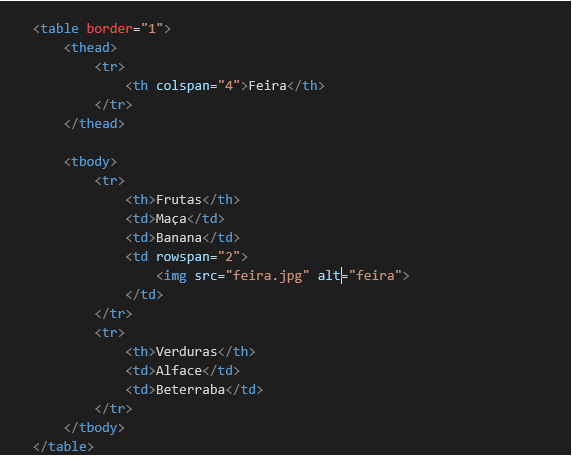 <table border="1">
<thead>
<tr>
<th colspan="4">Feira</th>
</tr>
</thead>
<tbody>
<tr>
<th>Frutas</th>
<td>Maça</td>
<td>Banana</td>
<td rowspan="2">
<img src="feira.jpg" alt="feira">
</td>
</tr>
<tr>
<th>Verduras</th>
<td>Alface</td>
<td>Beterraba</td>
</tr>
</tbody>
</table>